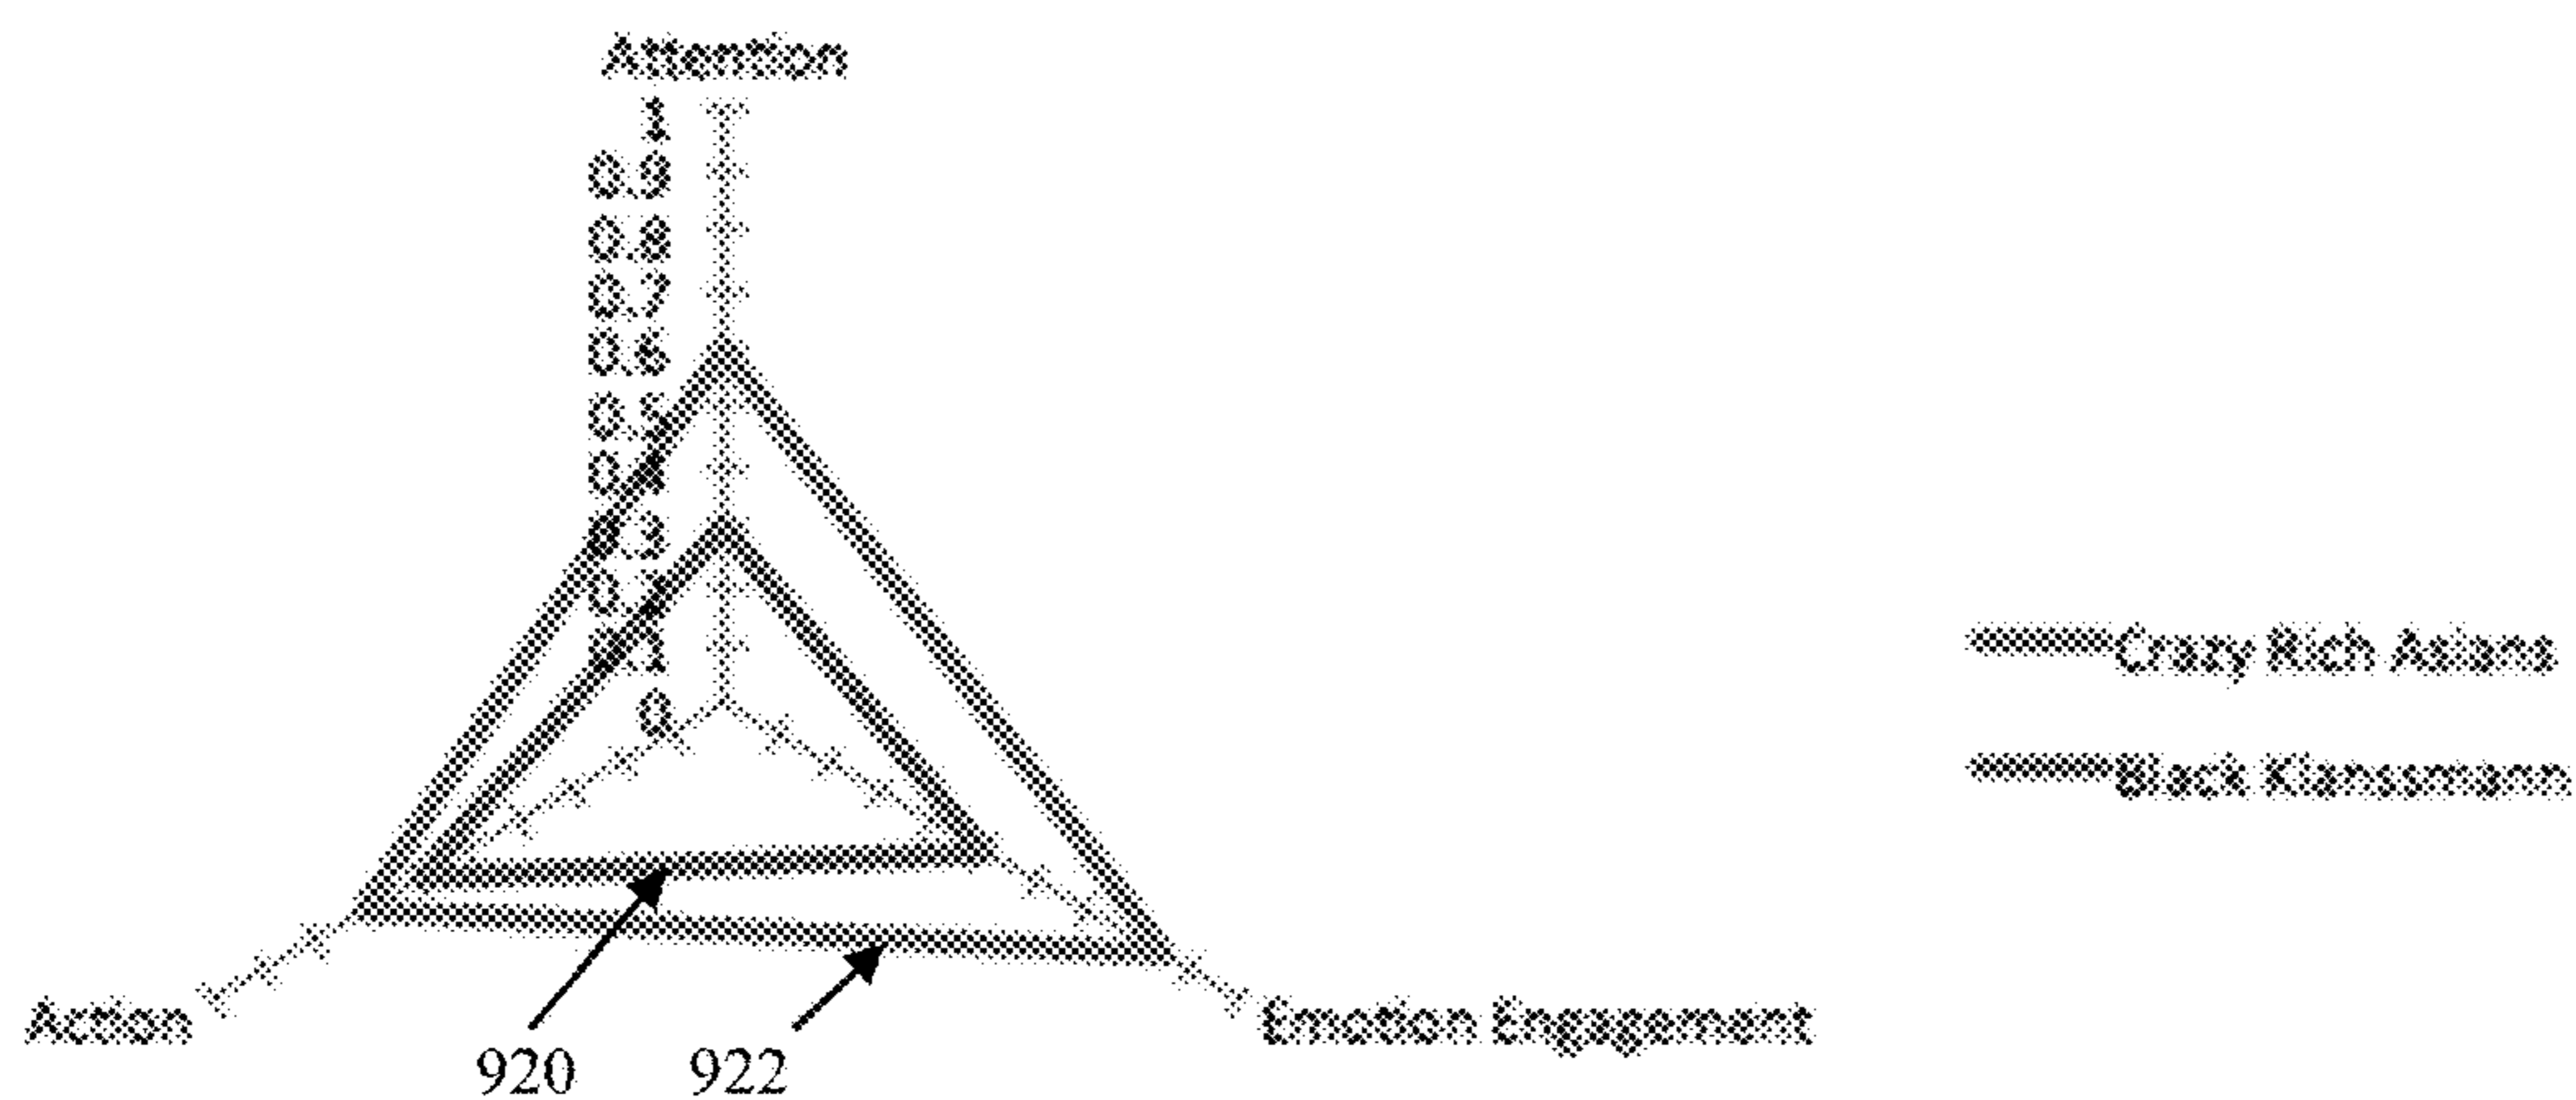 Attention
1
0.9
0.8
0.7
0.6
0.5
0.4
0.3
0.2
0.1
0
Crazy Rich Asians
Black Klanssmann
Action
Emotion Engagement
920
922